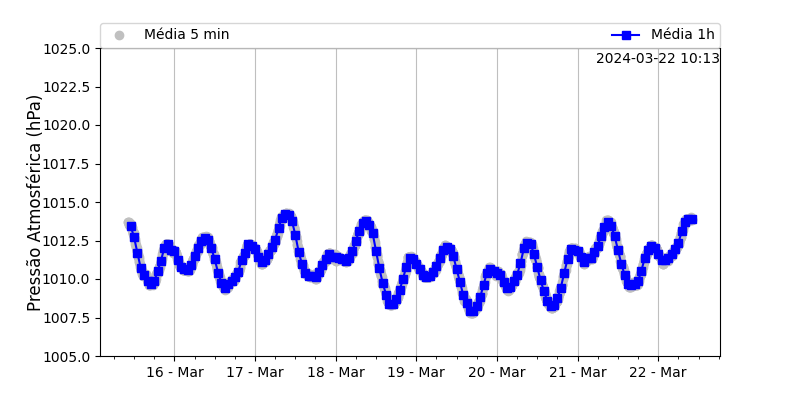 Média 5 min
Média 1h
2024-03-22 10:13
Pressão Atmosférica (hPa)
1025.0
1022.5
1020.0
1017.5
1015.0
1012.5
1010.0
1007.5
1005.0
16 - Mar
17 - Mar
18 - Mar
19 - Mar
20 - Mar
21 - Mar
22 - Mar